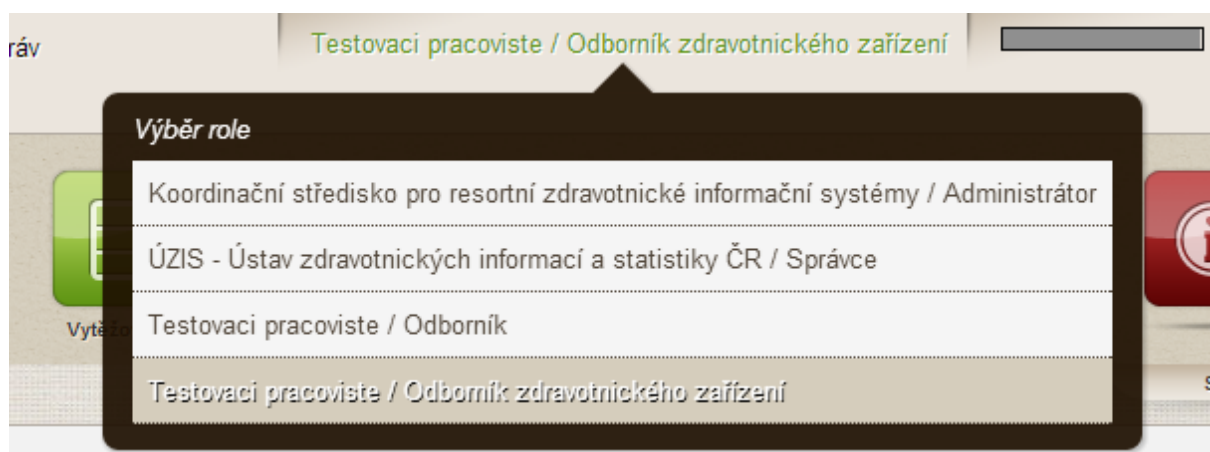 ráv
Testovaci pracoviste / Odborník zdravotnického zařízení
Výběr role
Koordinační středisko pro resortní zdravotnické informační systémy / Administrátor
ÚZIS - Ústav zdravotnických informací a statistiky ČR / Správce
Vytěžo
Testovaci pracoviste / Odborník
Testovaci pracoviste / Odborník zdravotnického zařízení